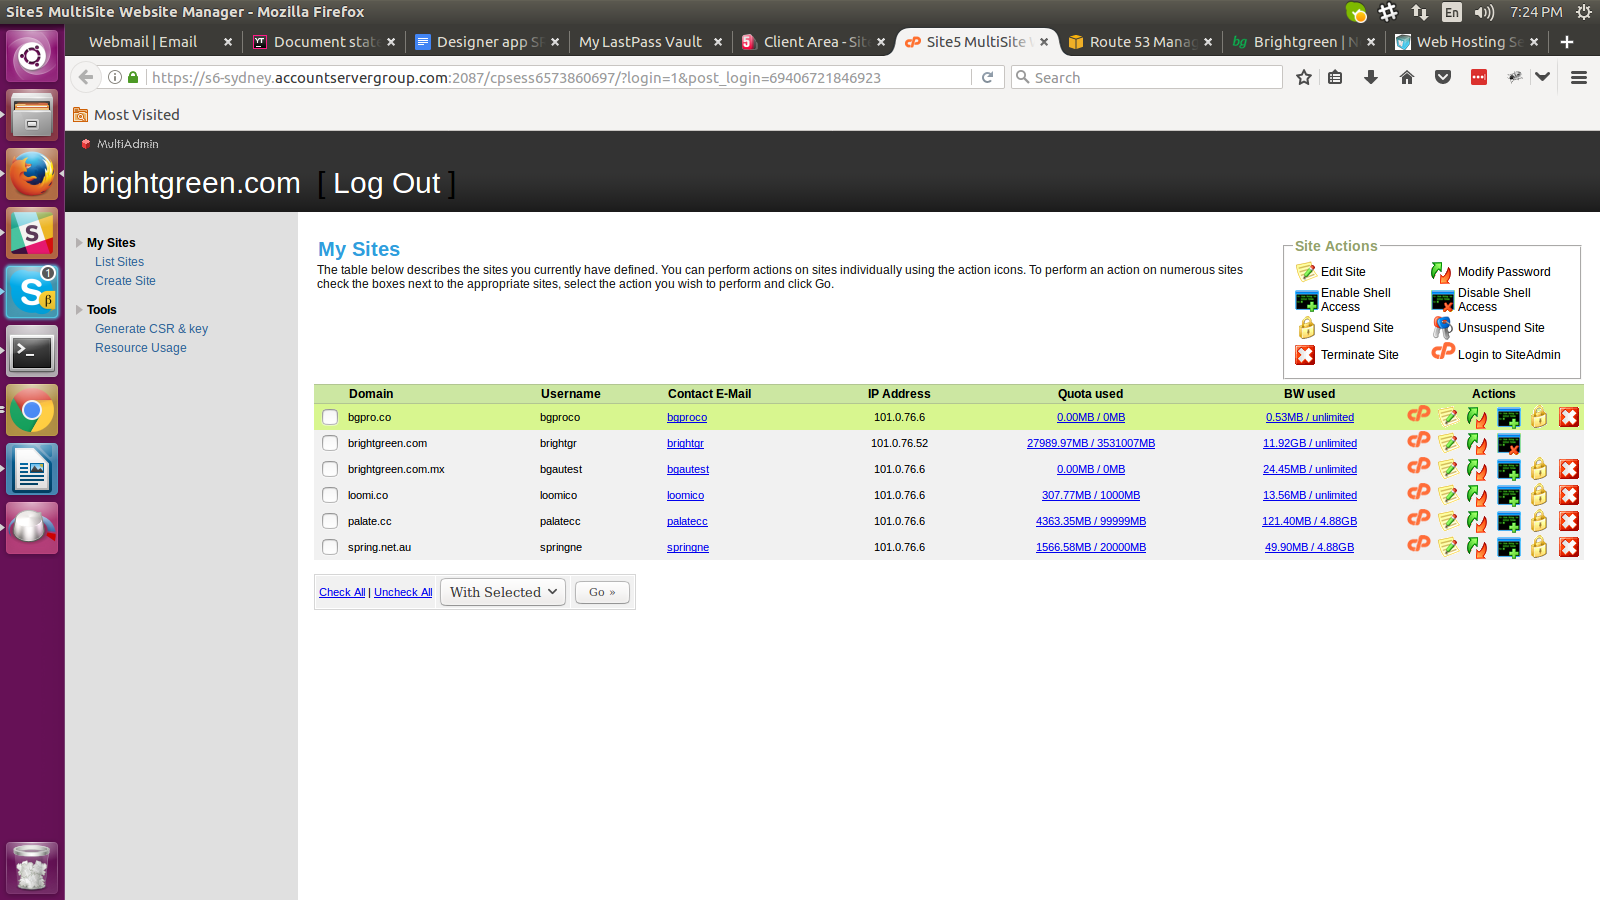 Site5 MultiSite Website Manager - Mozilla Firefox
En 7:24 PM
Webmail | Email
Document stat
Designer app S
My LastPass Vault
Client Area - Sit
Site5 MultiSite
Route 53 Mana
Brightgreen | N
Web Hosting Se
https://s6-sydney.accountservergroup.com:2087/cpsess6573860697/?login=1&post_login=69406721846923
Search
Most Visited
MultiAdmin
brightgreen.com [ Log Out ]
My Sites
List Sites
Create Site
Tools
Generate CSR & key
Resource Usage
My Sites
The table below describes the sites you currently have defined. You can perform actions on sites individually using the action icons. To perform an action on numerous sites
check the boxes next to the appropriate sites, select the action you wish to perform and click Go.
Site Actions
Edit Site Modify Password
Enable Shell Access Disable Shell Access
Suspend Site Unsuspend Site
Terminate Site Login to SiteAdmin
Domain Username Contact E-Mail IP Address Quota used BW used Actions
bgpro.co bgproco bgproco 101.0.76.6 0.00MB / 0MB 0.53MB / unlimited
brightgreen.com brightgr brightgr 101.0.76.52 27989.97MB / 3531007MB 11.92GB / unlimited
brightgreen.com.mx bgautest bgautest 101.0.76.6 0.00MB / 0MB 24.45MB / unlimited
loomi.co loomico loomico 101.0.76.6 307.77MB / 1000MB 13.56MB / unlimited
palate.cc palatecc palatecc 101.0.76.6 4363.35MB / 99999MB 121.40MB / 4.88GB
spring.net.au springne springne 101.0.76.6 1566.58MB / 20000MB 49.90MB / 4.88GB
Check All | Uncheck All With Selected Go »